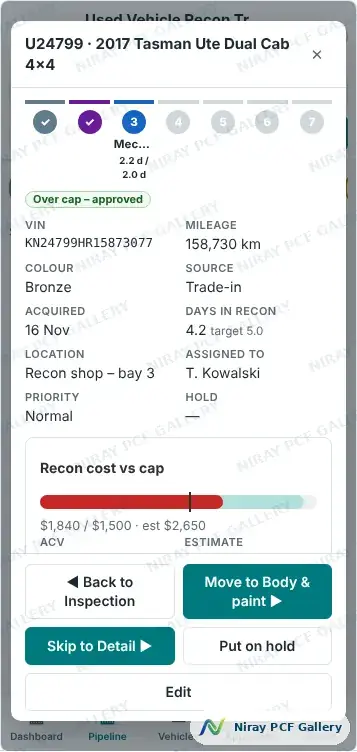 Used Vehicle Recon Tr
U24799 · 2017 Tasman Ute Dual Cab
4×4
×
✓ ✓ 3 4 5 6 7
Mec...
2.2 d /
2.0 d
Over cap – approved
VIN MILEAGE
KN24799HR15873077 158,730 km
COLOUR SOURCE
Bronze Trade-in
ACQUIRED DAYS IN RECON
16 Nov 4.2 target 5.0
LOCATION ASSIGNED TO
Recon shop – bay 3 T. Kowalski
PRIORITY HOLD
Normal —
Recon cost vs cap
$1,840 / $1,500 · est $2,650
ACV ESTIMATE
◀ Back to
Inspection
Move to Body &
paint ▶
Skip to Detail ▶ Put on hold
Edit
Dashboard Pipeline Vehicle
Niray PCF Gallery
NIRAY PCF GALLERY